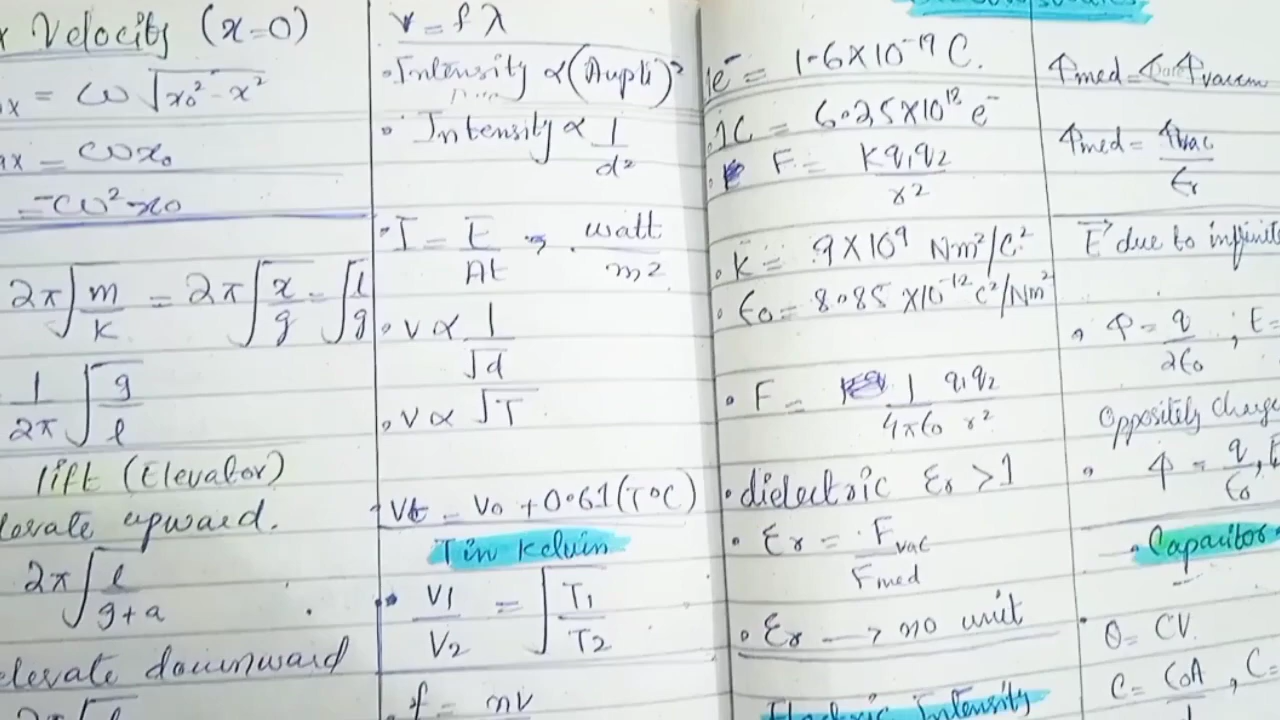 Velocity (x=0)
x = ω √x₀² - x²
ax = ωx₀
= -ω²x₀
2π √m/k = 2π √x/g = √l/g
1/2π √g/l
lift (Elevator)
upward.
2π √l/g+a
downward
v = f λ
• Intensity ∝ (Ampli)²
• Intensity ∝ 1/d²
• I = E/At → watt/m²
• v ∝ 1/√d
• v ∝ √T
Vt = V₀ + 0.61 (T°C)
T in Kelvin
• V1/V2 = √T1/T2
• f = nv
1e⁻ = 1.6×10⁻¹⁹ C.
1C = 6.25×10¹⁸ e⁻
• F = Kq₁q₂/r²
• K = 9×10⁹ Nm²/C²
• ε₀ = 8.85 ×10⁻¹² C²/Nm²
• F = 1/4πε₀ q₁q₂/r²
• dielectric εr > 1
• εr = Fvac/Fmed
• εr → no unit
Electric Intensity
Φmed = Φvac/εr
E⃗ due to infinite
• Φ = q/2ε₀ ; E =
Oppositely charge
• Φ = q/ε₀, E
• Capacitor
• Q = CV
C = ε₀A , C =